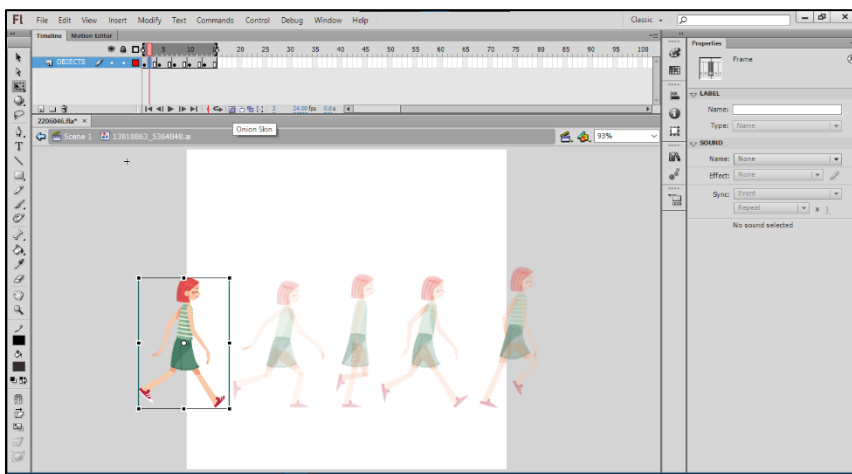 Fl File Edit View Insert Modify Text Commands Control Debug Window Help Classic
Timeline Motion Editor
5 10 15 20 25 30 35 40 45 50 55 60 65 70 75 80 85 90 95 100
OBJECTS
2 24.00 fps 0.0 s
2206046.fla* ×
Onion Skin
Scene 1 13818863_5364848.ai 93%
Properties
Frame
LABEL
Name:
Type: Name
SOUND
Name: None
Effect: None
Sync: Event
Repeat x 1
No sound selected